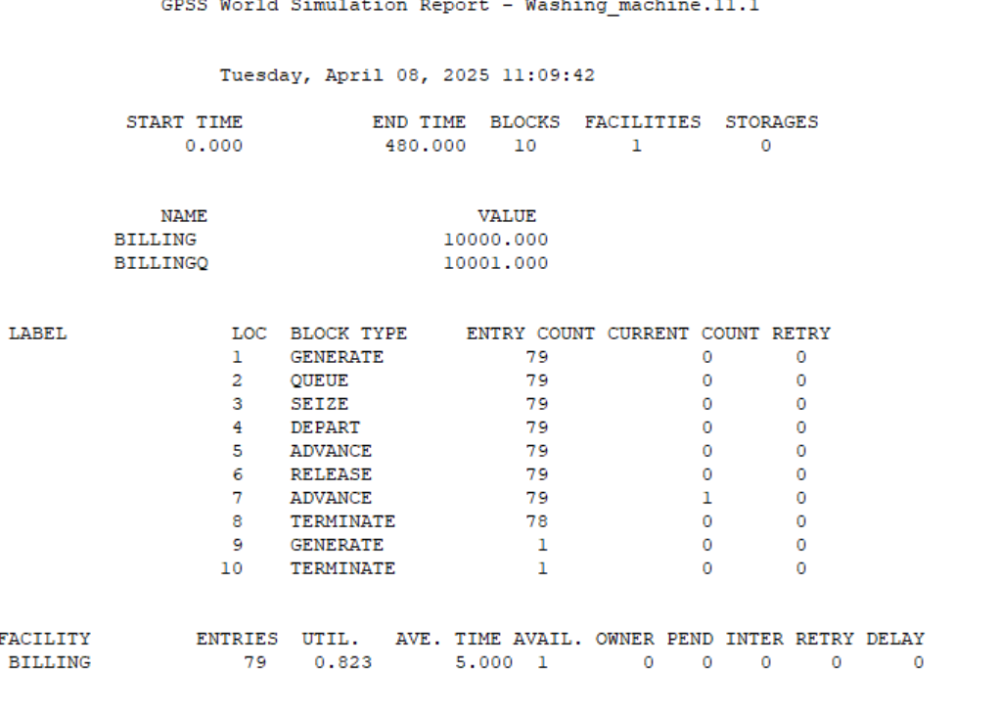 GPSS World Simulation Report - Washing_machine.11.1
Tuesday, April 08, 2025 11:09:42
START TIME END TIME BLOCKS FACILITIES STORAGES
0.000 480.000 10 1 0
NAME VALUE
BILLING 10000.000
BILLINGQ 10001.000
LABEL LOC BLOCK TYPE ENTRY COUNT CURRENT COUNT RETRY
1 GENERATE 79 0 0
2 QUEUE 79 0 0
3 SEIZE 79 0 0
4 DEPART 79 0 0
5 ADVANCE 79 0 0
6 RELEASE 79 0 0
7 ADVANCE 79 1 0
8 TERMINATE 78 0 0
9 GENERATE 1 0 0
10 TERMINATE 1 0 0
FACILITY ENTRIES UTIL. AVE. TIME AVAIL. OWNER PEND INTER RETRY DELAY
BILLING 79 0.823 5.000 1 0 0 0 0 0